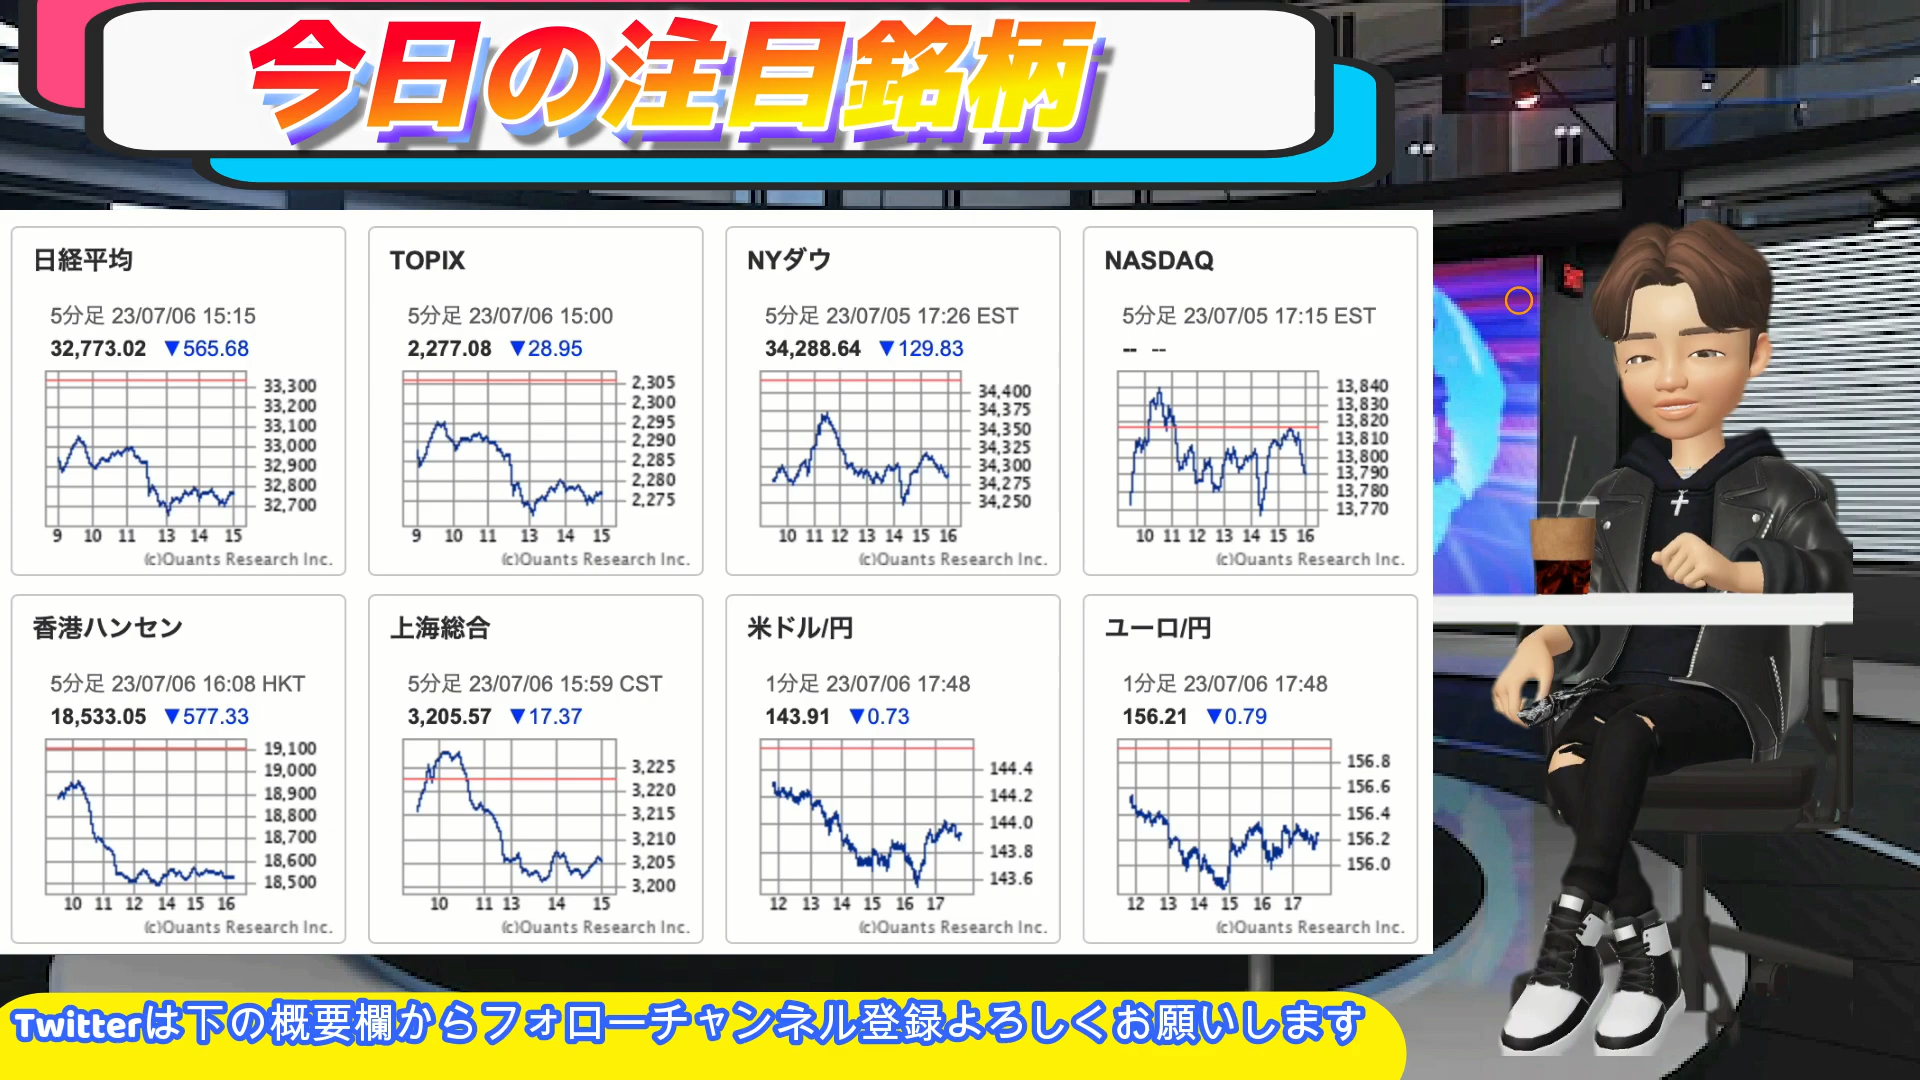 今日の注目銘柄
日経平均
5分足 23/07/06 15:15
32,773.02 ▼565.68
33,300
33,200
33,100
33,000
32,900
32,800
32,700
9 10 11 13 14 15
(c)Quants Research Inc.
TOPIX
5分足 23/07/06 15:00
2,277.08 ▼28.95
2,305
2,300
2,295
2,290
2,285
2,280
2,275
9 10 11 13 14 15
(c)Quants Research Inc.
NYダウ
5分足 23/07/05 17:26 EST
34,288.64 ▼129.83
34,400
34,375
34,350
34,325
34,300
34,275
34,250
10 11 12 13 14 15 16
(c)Quants Research Inc.
NASDAQ
5分足 23/07/05 17:15 EST
-- --
13,840
13,830
13,820
13,810
13,800
13,790
13,780
13,770
10 11 12 13 14 15 16
(c)Quants Research Inc.
香港ハンセン
5分足 23/07/06 16:08 HKT
18,533.05 ▼577.33
19,100
19,000
18,900
18,800
18,700
18,600
18,500
10 11 12 14 15 16
(c)Quants Research Inc.
上海総合
5分足 23/07/06 15:59 CST
3,205.57 ▼17.37
3,225
3,220
3,215
3,210
3,205
3,200
10 11 13 14 15
(c)Quants Research Inc.
米ドル/円
1分足 23/07/06 17:48
143.91 ▼0.73
144.4
144.2
144.0
143.8
143.6
12 13 14 15 16 17
(c)Quants Research Inc.
ユーロ/円
1分足 23/07/06 17:48
156.21 ▼0.79
156.8
156.6
156.4
156.2
156.0
12 13 14 15 16 17
(c)Quants Research Inc.
Twitterは下の概要欄からフォローチャンネル登録よろしくお願いします